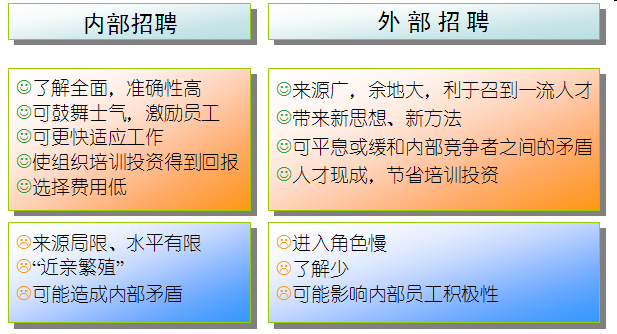 内部招聘
外部招聘
了解全面，准确性高
可鼓舞士气，激励员工
可更快适应工作
使组织培训投资得到回报
选择费用低
来源广，余地大，利于召到一流人才
带来新思想、新方法
可平息或缓和内部竞争者之间的矛盾
人才现成，节省培训投资
来源局限、水平有限
“近亲繁殖”
可能造成内部矛盾
进入角色慢
了解少
可能影响内部员工积极性